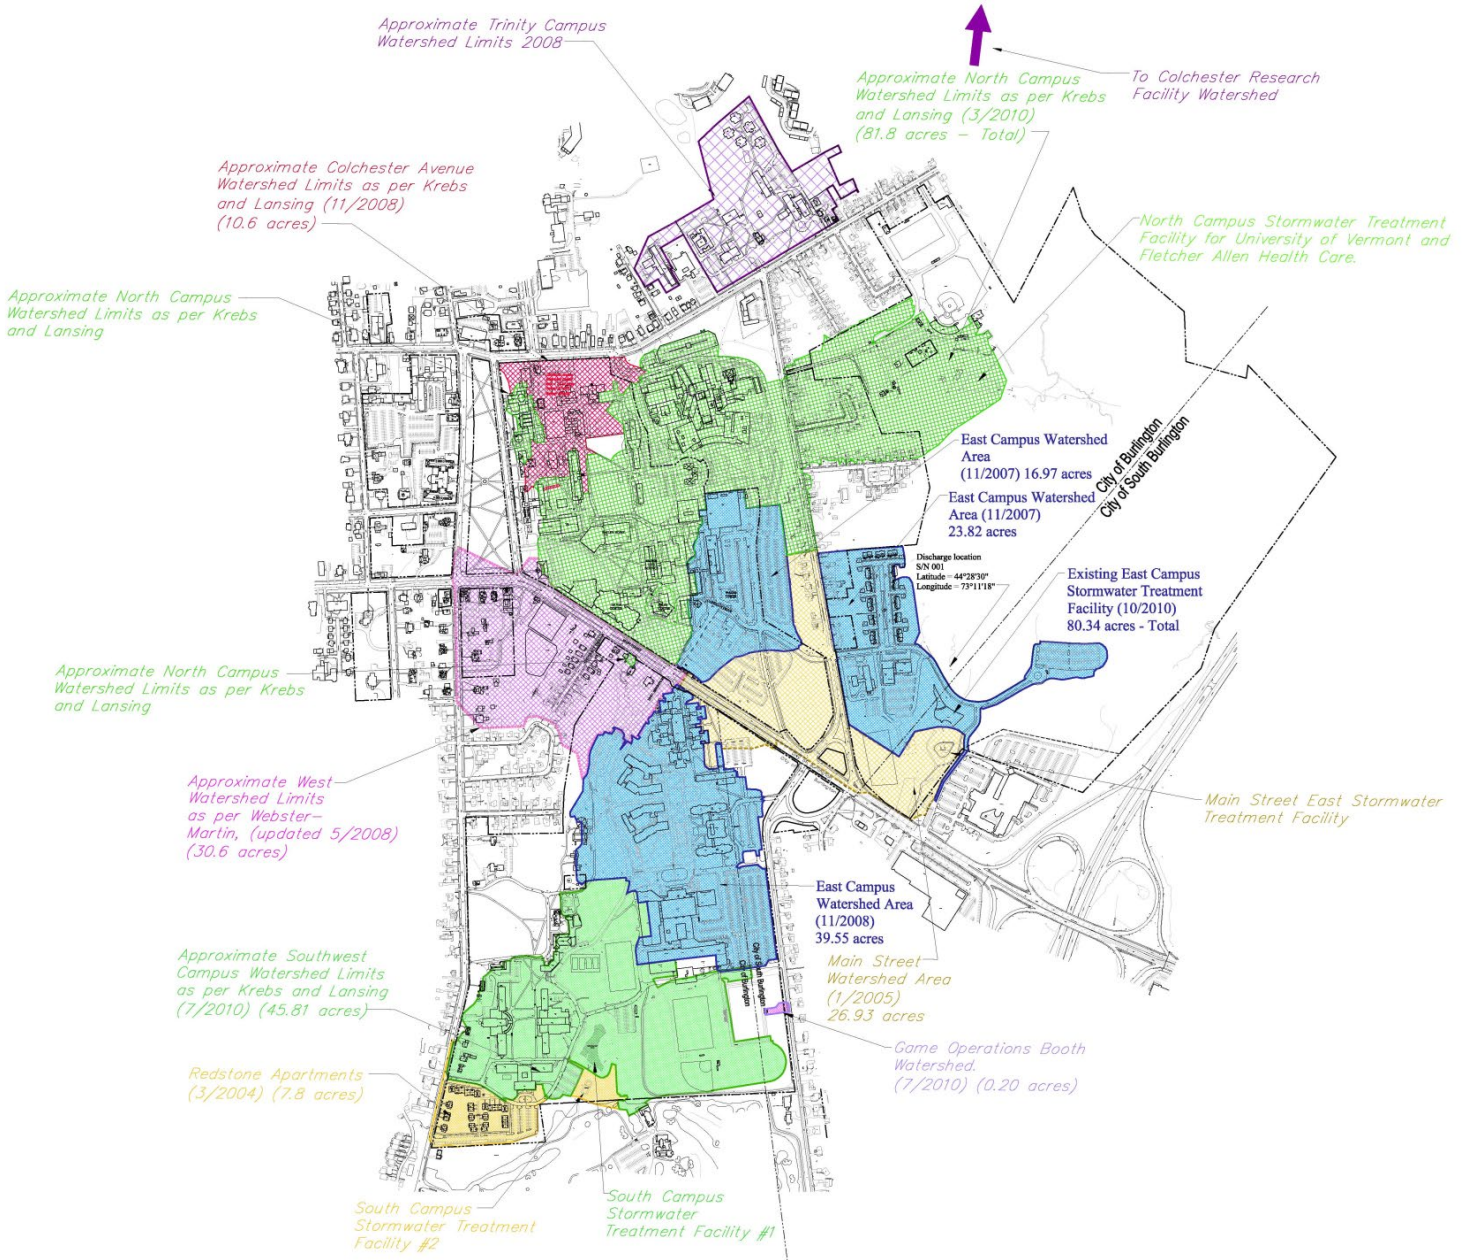 Approximate Trinity Campus
Watershed Limits 2008
Approximate North Campus
Watershed Limits as per Krebs
and Lansing (3/2010)
(81.8 acres - Total)
To Colchester Research
Facility Watershed
Approximate Colchester Avenue
Watershed Limits as per Krebs
and Lansing (11/2008)
(10.6 acres)
North Campus Stormwater Treatment
Facility for University of Vermont and
Fletcher Allen Health Care.
Approximate North Campus
Watershed Limits as per Krebs
and Lansing
East Campus Watershed
Area
(11/2007) 16.97 acres
City of Burlington
City of South Burlington
East Campus Watershed
Area (11/2007)
23.82 acres
Discharge location
S/N 001
Latitude = 44°28'30"
Longitude = 73°11'18"
Existing East Campus
Stormwater Treatment
Facility (10/2010)
80.34 acres - Total
Approximate North Campus
Watershed Limits as per Krebs
and Lansing
Approximate West
Watershed Limits
as per Webster-
Martin, (updated 5/2008)
(30.6 acres)
Main Street East Stormwater
Treatment Facility
East Campus
Watershed Area
(11/2008)
39.55 acres
Main Street
Watershed Area
(1/2005)
26.93 acres
City of South Burlington
City of Burlington
Approximate Southwest
Campus Watershed Limits
as per Krebs and Lansing
(7/2010) (45.81 acres)
Game Operations Booth
Watershed.
(7/2010) (0.20 acres)
Redstone Apartments
(3/2004) (7.8 acres)
South Campus
Stormwater Treatment
Facility #2
South Campus
Stormwater
Treatment Facility #1